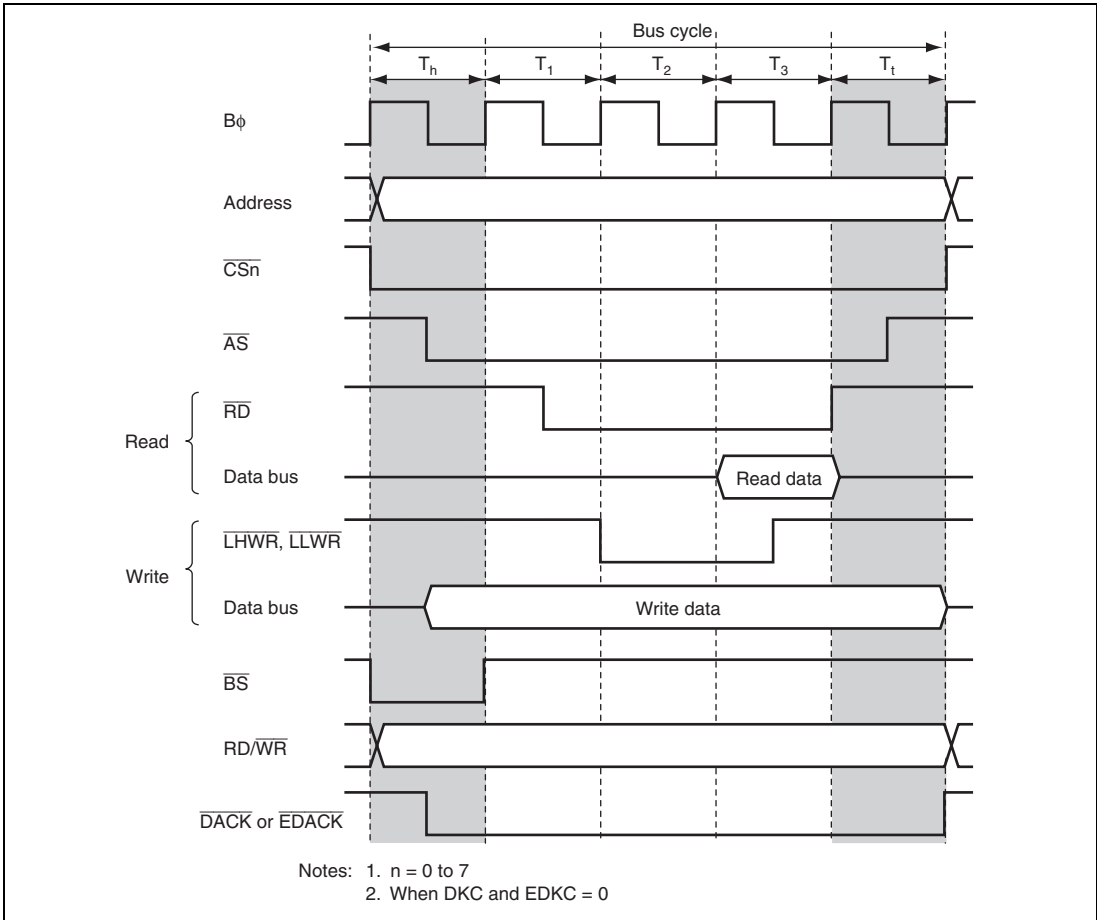 Bus cycle
Th T1 T2 T3 Tt
Bϕ
Address
CSn
AS
RD
Read
Data bus Read data
LHWR, LLWR
Write
Data bus Write data
BS
RD/WR
DACK or EDACK
Notes: 1. n = 0 to 7
2. When DKC and EDKC = 0